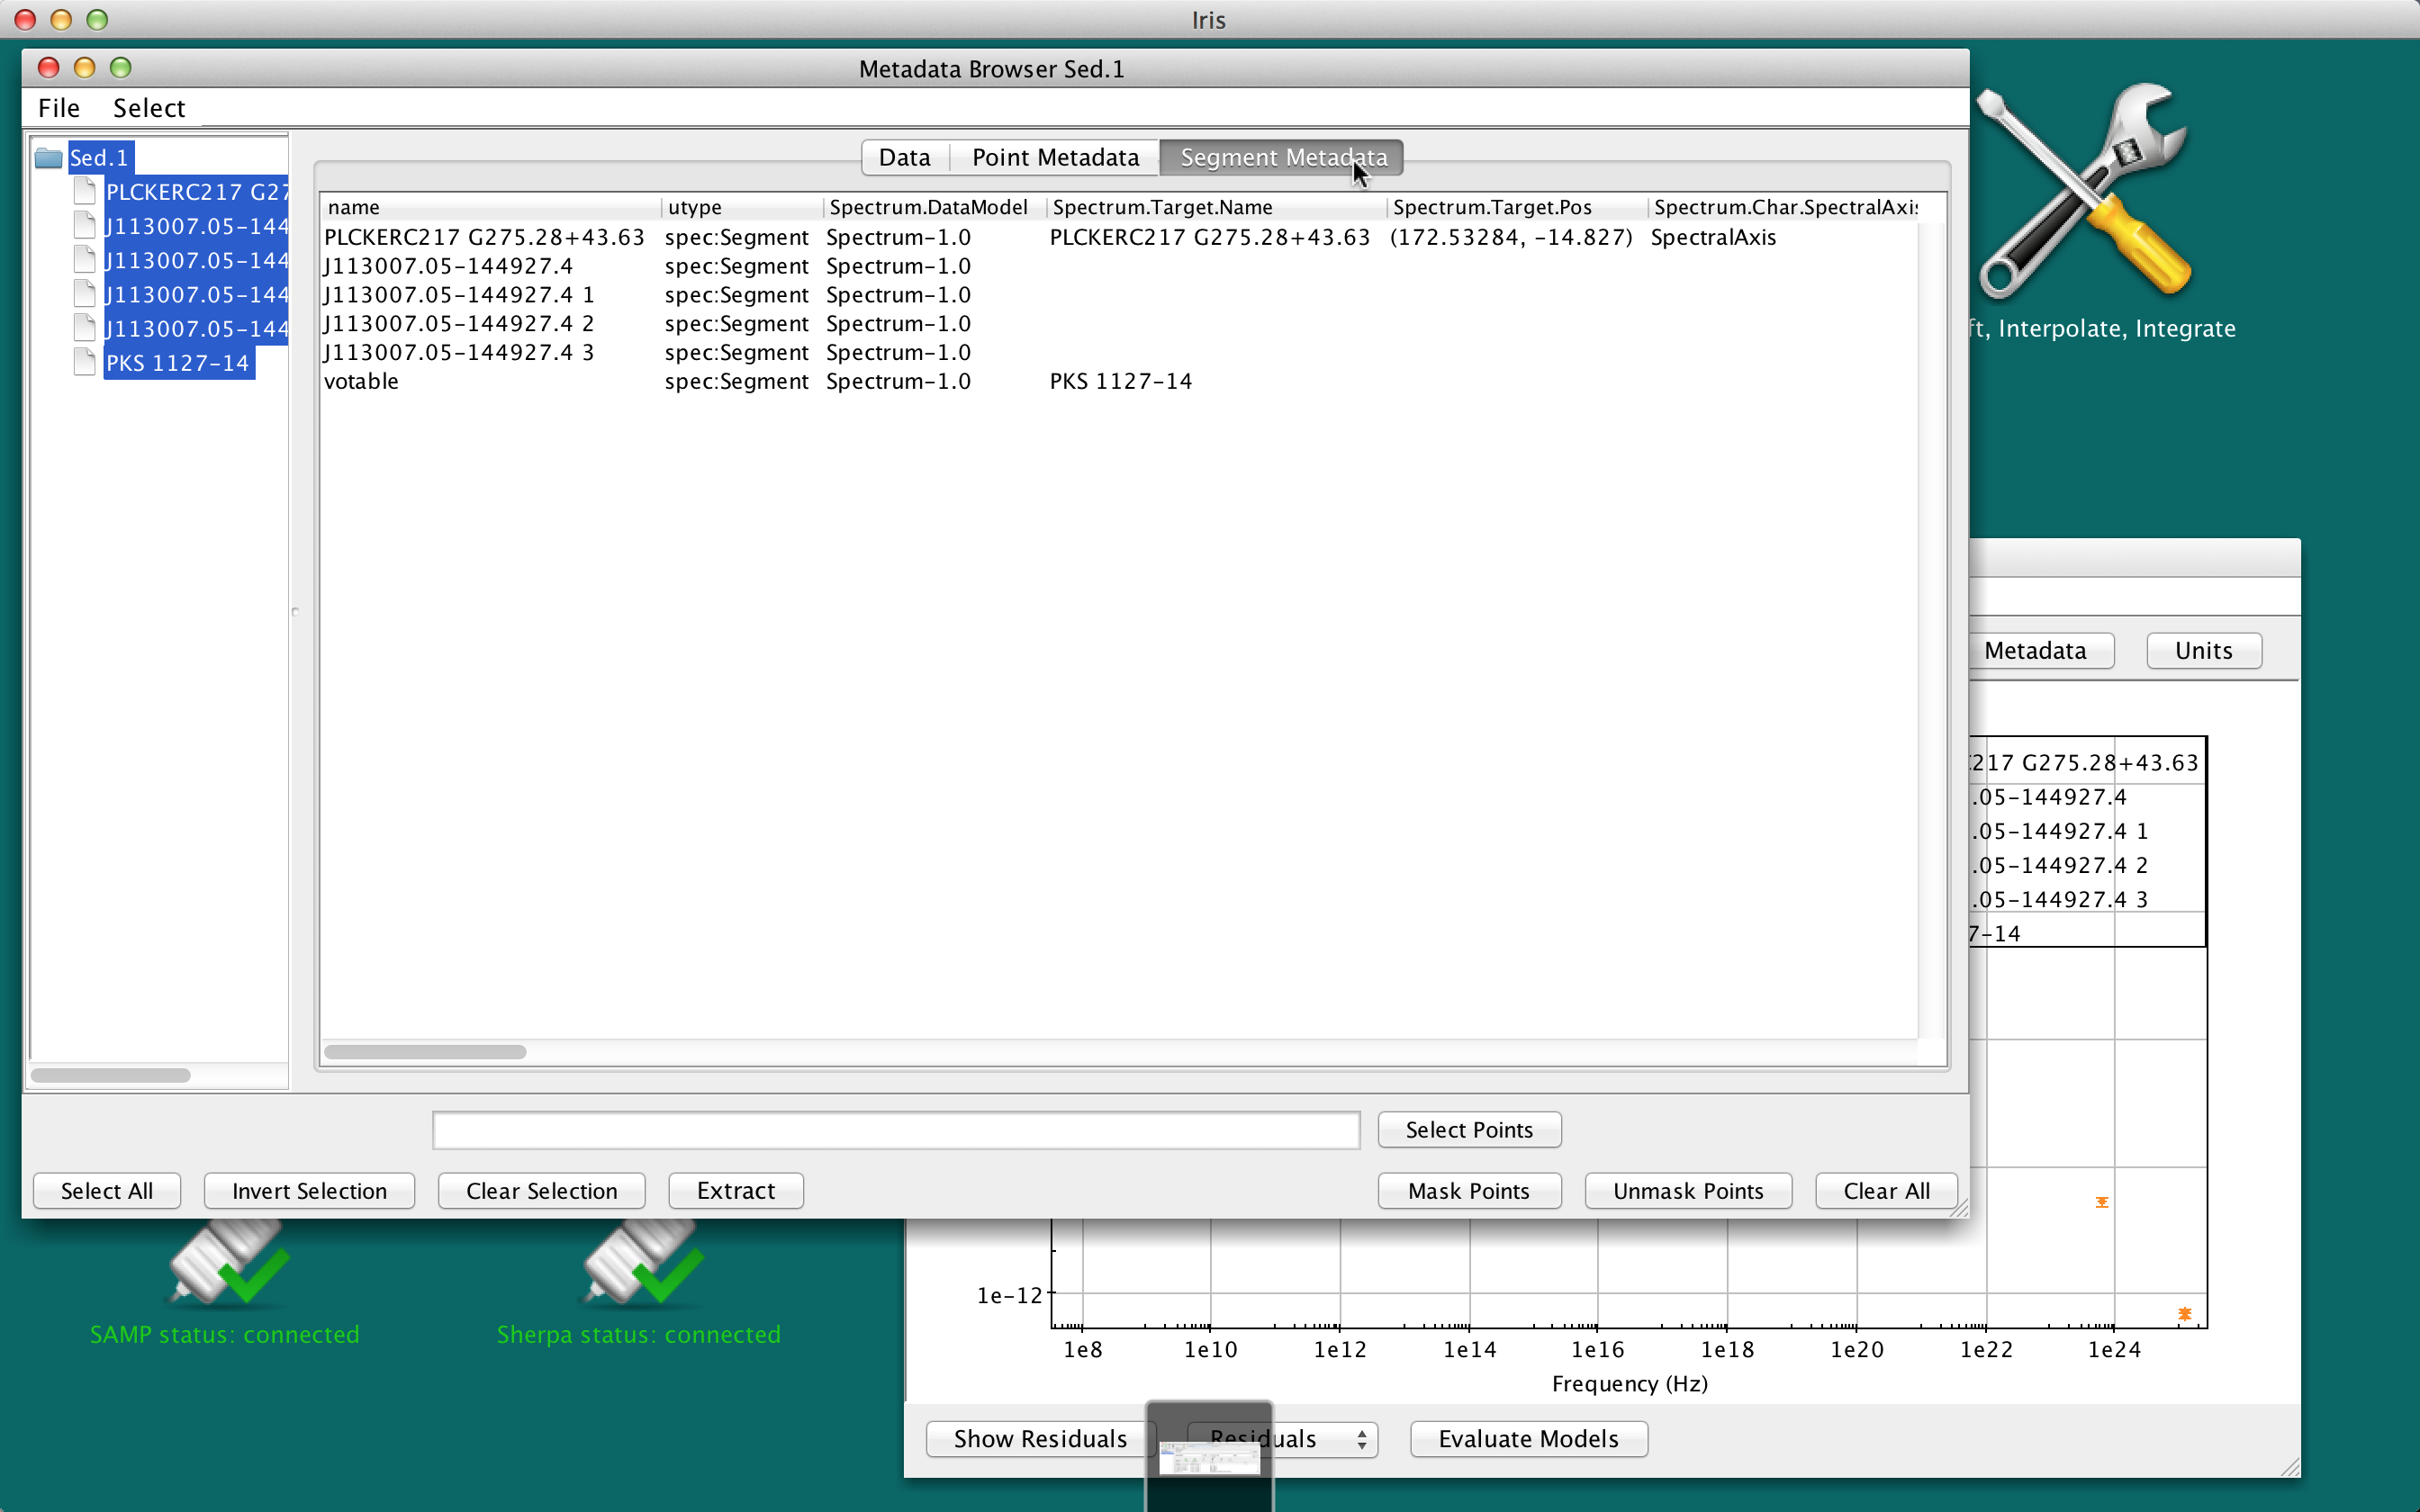 Iris
Metadata Browser Sed.1
File Select
Sed.1
PLCKERC217 G27
J113007.05-144
J113007.05-144
J113007.05-144
J113007.05-144
PKS 1127-14
Data Point Metadata Segment Metadata
name utype Spectrum.DataModel Spectrum.Target.Name Spectrum.Target.Pos Spectrum.Char.SpectralAxis
PLCKERC217 G275.28+43.63 spec:Segment Spectrum-1.0 PLCKERC217 G275.28+43.63 (172.53284, -14.827) SpectralAxis
J113007.05-144927.4 spec:Segment Spectrum-1.0
J113007.05-144927.4 1 spec:Segment Spectrum-1.0
J113007.05-144927.4 2 spec:Segment Spectrum-1.0
J113007.05-144927.4 3 spec:Segment Spectrum-1.0
votable spec:Segment Spectrum-1.0 PKS 1127-14
Select Points
Select All Invert Selection Clear Selection Extract Mask Points Unmask Points Clear All
ft, Interpolate, Integrate
Metadata Units
217 G275.28+43.63
.05-144927.4
.05-144927.4 1
.05-144927.4 2
.05-144927.4 3
7-14
1e-12
1e8 1e10 1e12 1e14 1e16 1e18 1e20 1e22 1e24
Frequency (Hz)
Show Residuals Residuals Evaluate Models
SAMP status: connected
Sherpa status: connected